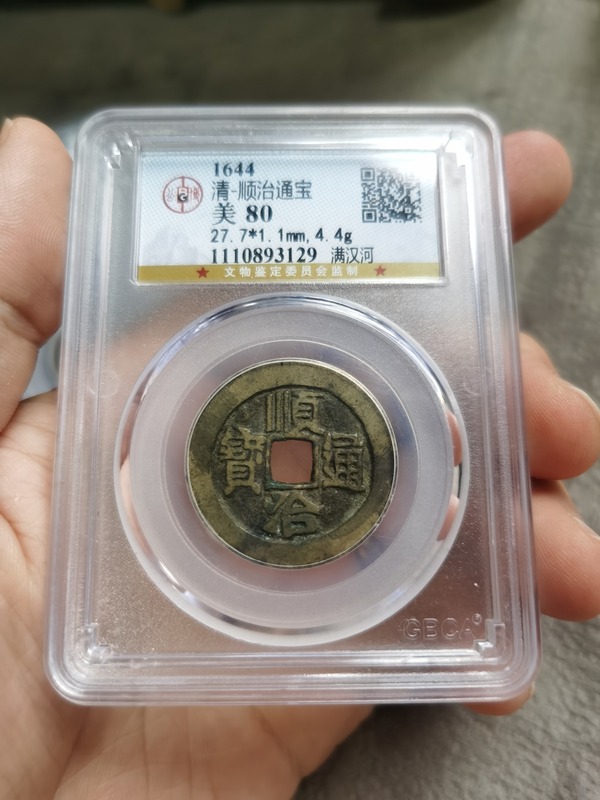 1644
清-顺治通宝
美 80
27.7*1.1mm,4.4g
1110893129 满汉河
★ 文物鉴定委员会监制 ★
G
順治通寶
GBCA